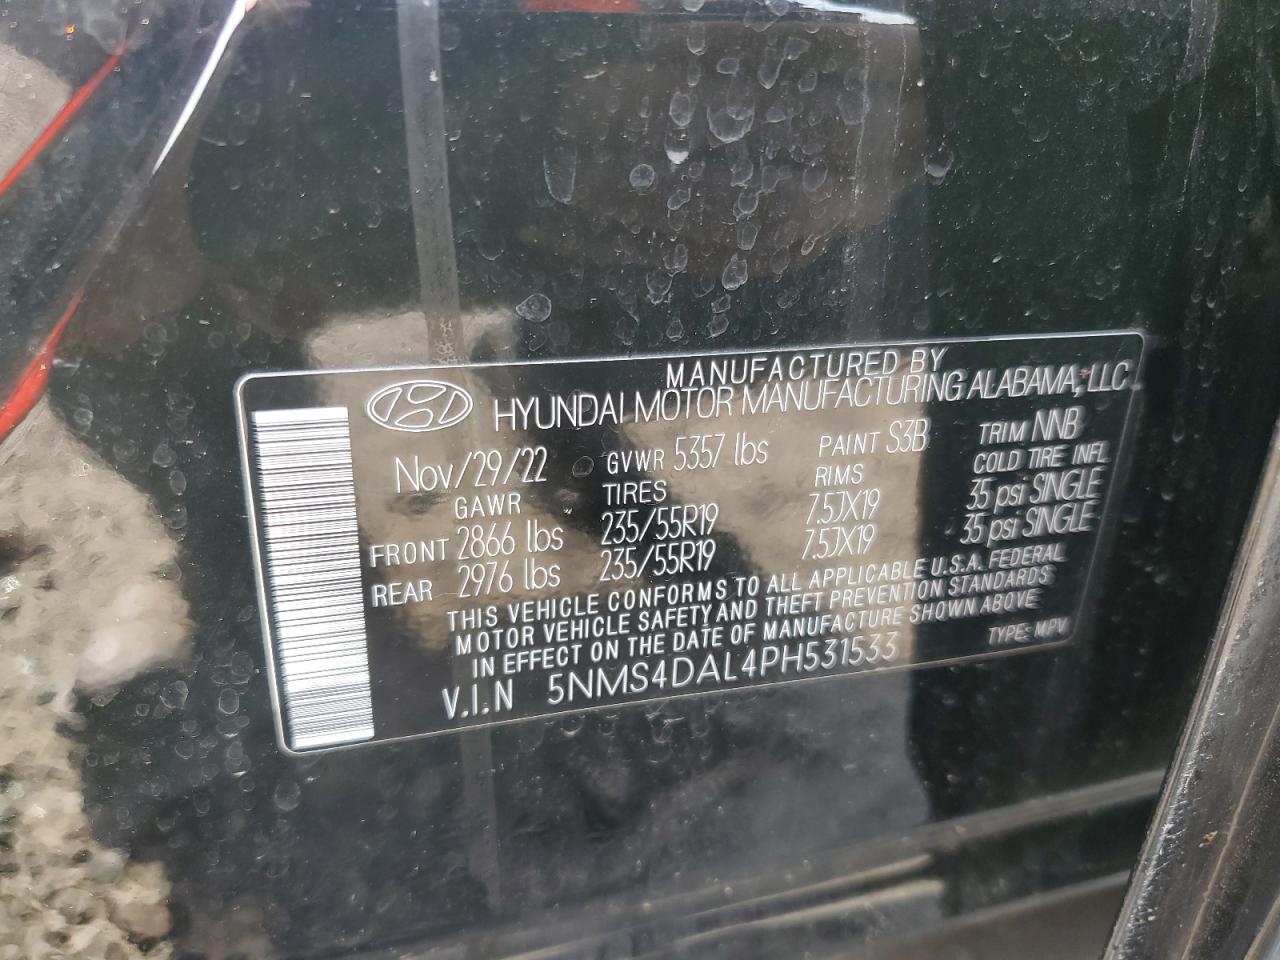 MANUFACTURED BY
HYUNDAI MOTOR MANUFACTURING ALABAMA, LLC
Nov/29/22 GVWR 5357 lbs PAINT S3B TRIM NNB
GAWR TIRES RIMS COLD TIRE INFL
FRONT 2866 lbs 235/55R19 7.5JX19 35 psi SINGLE
REAR 2976 lbs 235/55R19 7.5JX19 35 psi SINGLE
THIS VEHICLE CONFORMS TO ALL APPLICABLE U.S.A. FEDERAL
MOTOR VEHICLE SAFETY AND THEFT PREVENTION STANDARDS
IN EFFECT ON THE DATE OF MANUFACTURE SHOWN ABOVE
V.I.N 5NMS4DAL4PH531533 TYPE: MPV